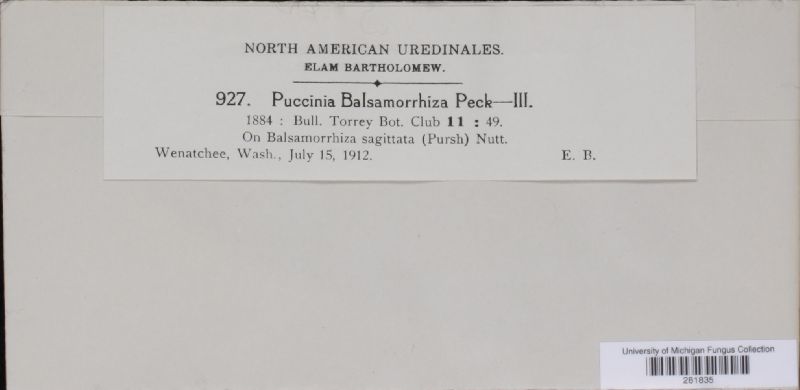 NORTH AMERICAN UREDINALES.
ELAM BARTHOLOMEW.
927. Puccinia Balsamorrhiza Peck—III.
1884 : Bull. Torrey Bot. Club 11 : 49.
On Balsamorrhiza sagittata (Pursh) Nutt.
Wenatchee, Wash., July 15, 1912. E. B.
University of Michigan Fungus Collection
281835